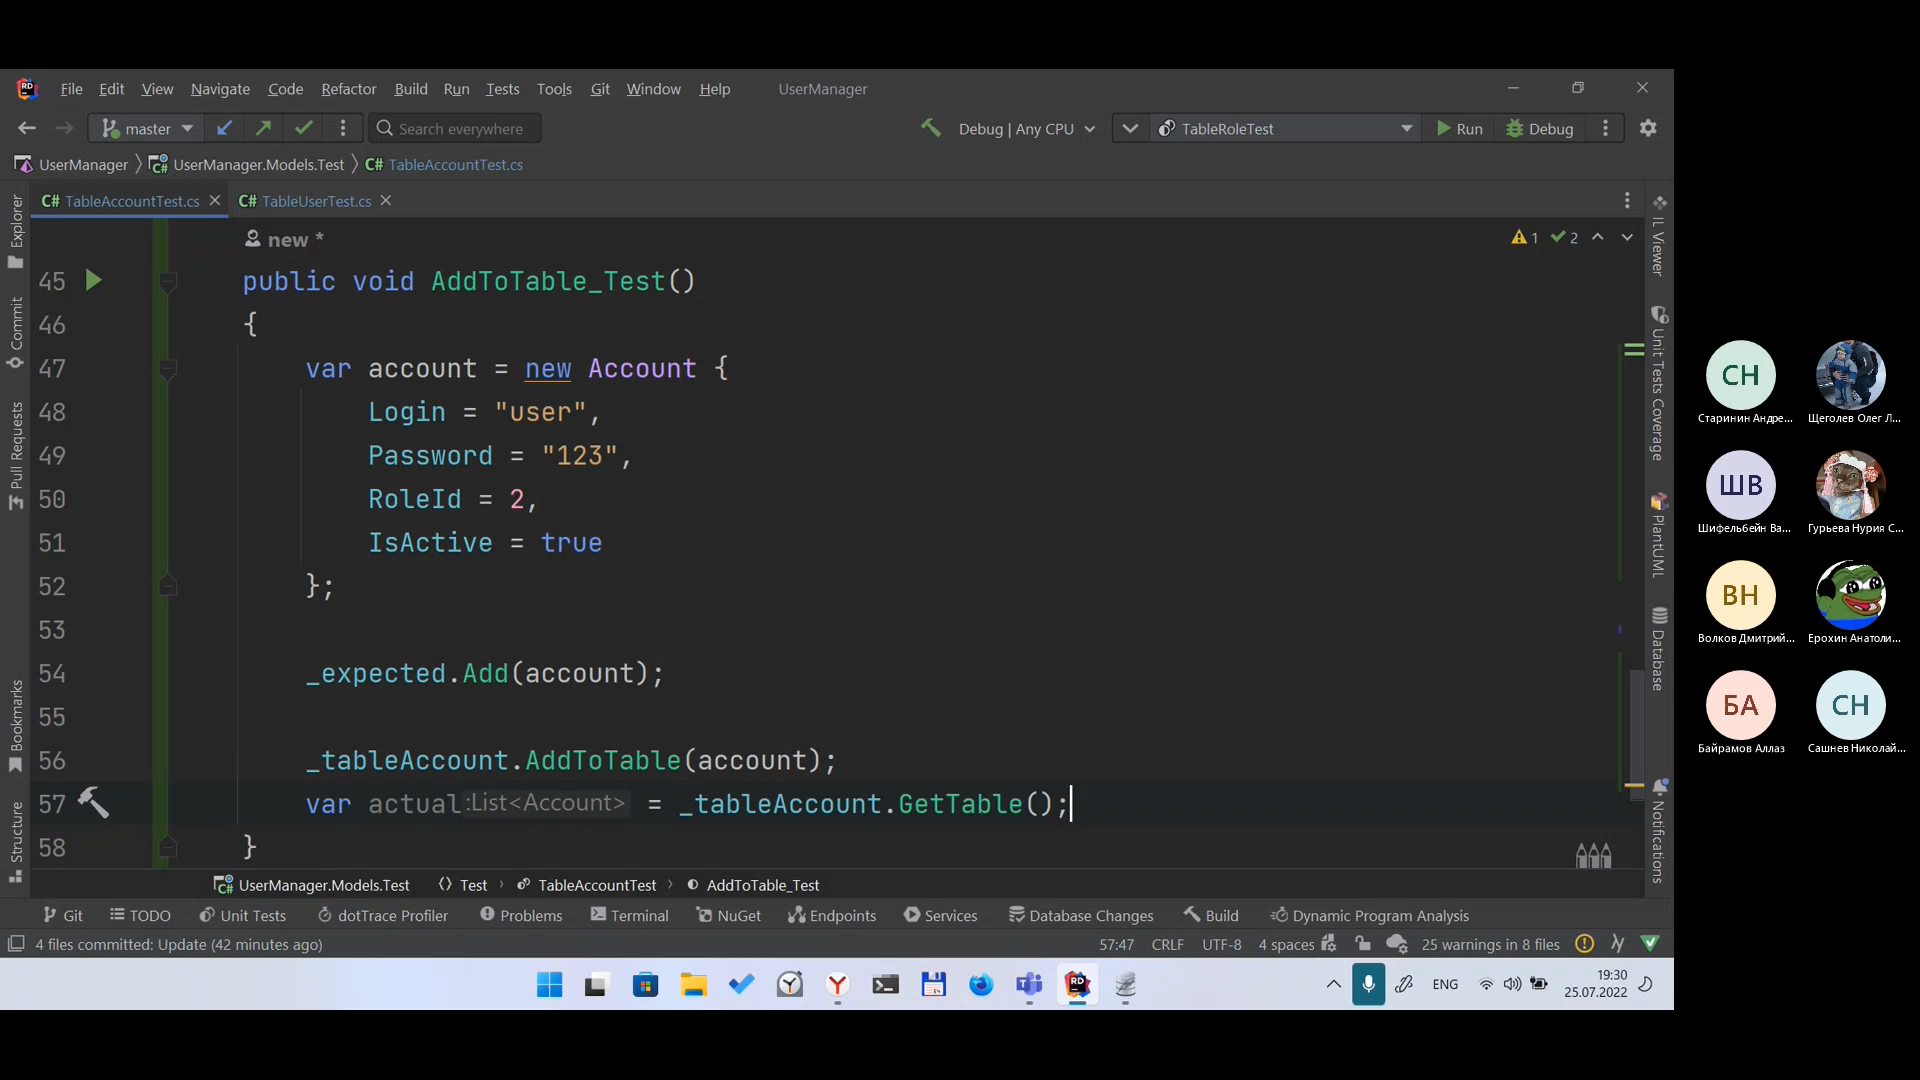 File Edit View Navigate Code Refactor Build Run Tests Tools Git Window Help UserManager
master Search everywhere Debug | Any CPU TableRoleTest Run Debug
UserManager UserManager.Models.Test C# TableAccountTest.cs
C# TableAccountTest.cs C# TableUserTest.cs
new *
1 2
45 public void AddToTable_Test()
46 {
47 var account = new Account {
48 Login = "user",
49 Password = "123",
50 RoleId = 2,
51 IsActive = true
52 };
53
54 _expected.Add(account);
55
56 _tableAccount.AddToTable(account);
57 var actual :List<Account> = _tableAccount.GetTable();
58 }
UserManager.Models.Test Test TableAccountTest AddToTable_Test
Git TODO Unit Tests dotTrace Profiler Problems Terminal NuGet Endpoints Services Database Changes Build Dynamic Program Analysis
4 files committed: Update (42 minutes ago) 57:47 CRLF UTF-8 4 spaces 25 warnings in 8 files
ENG 19:30
25.07.2022
Explorer
Commit
Pull Requests
Bookmarks
Structure
IL Viewer
Unit Tests Coverage
PlantUML
Database
Notifications
СН
Старинин Андре... Щеголев Олег Л...
ШВ
Шифельбейн Ва... Гурьева Нурия С...
ВН
Волков Дмитрий... Ерохин Анатоли...
БА СН
Байрамов Аллаз Сашнев Николай...